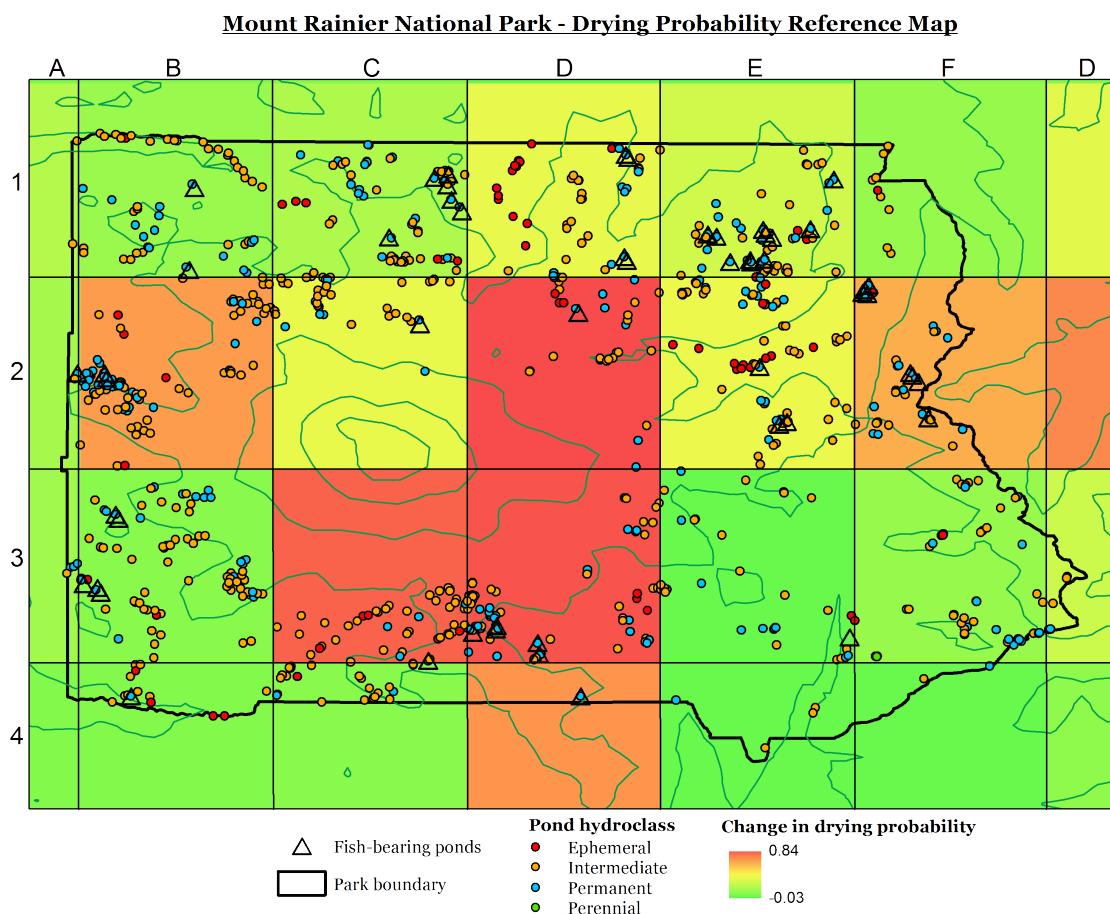 Mount Rainier National Park - Drying Probability Reference Map
A B C D E F D
1
2
3
4
Fish-bearing ponds
Park boundary
Pond hydroclass
Ephemeral
Intermediate
Permanent
Perennial
Change in drying probability
0.84
-0.03